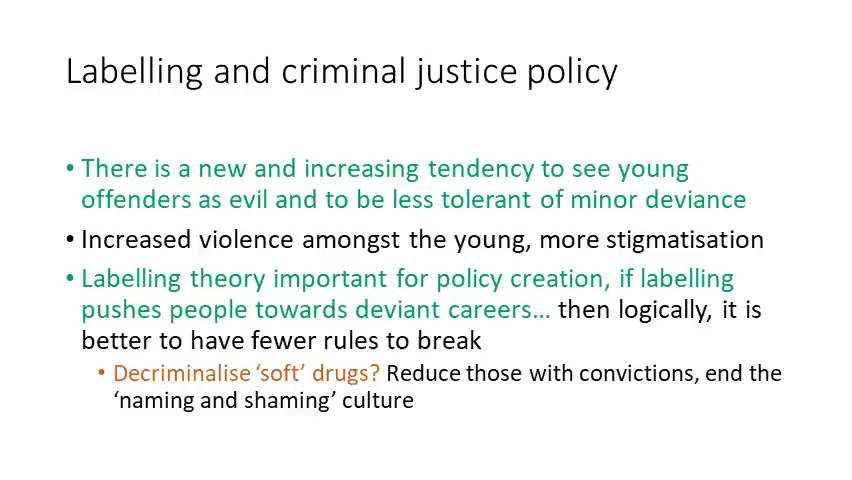 Labelling and criminal justice policy
• There is a new and increasing tendency to see young
offenders as evil and to be less tolerant of minor deviance
• Increased violence amongst the young, more stigmatisation
• Labelling theory important for policy creation, if labelling
pushes people towards deviant careers… then logically, it is
better to have fewer rules to break
• Decriminalise ‘soft’ drugs? Reduce those with convictions, end the
‘naming and shaming’ culture